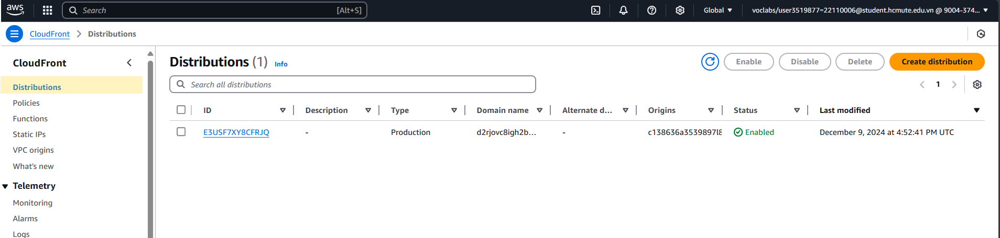 aws Search [Alt+S] Global voclabs/user3519877=22110006@student.hcmute.edu.vn @ 9004-374...
CloudFront > Distributions
CloudFront
Distributions
Policies
Functions
Static IPs
VPC origins
What's new
Telemetry
Monitoring
Alarms
Logs
Distributions (1) Info
Enable Disable Delete Create distribution
Search all distributions
1
ID Description Type Domain name Alternate d... Origins Status Last modified
E3USF7XY8CFRJQ - Production d2rjovc8igh2b... - c138636a3539897l8 Enabled December 9, 2024 at 4:52:41 PM UTC